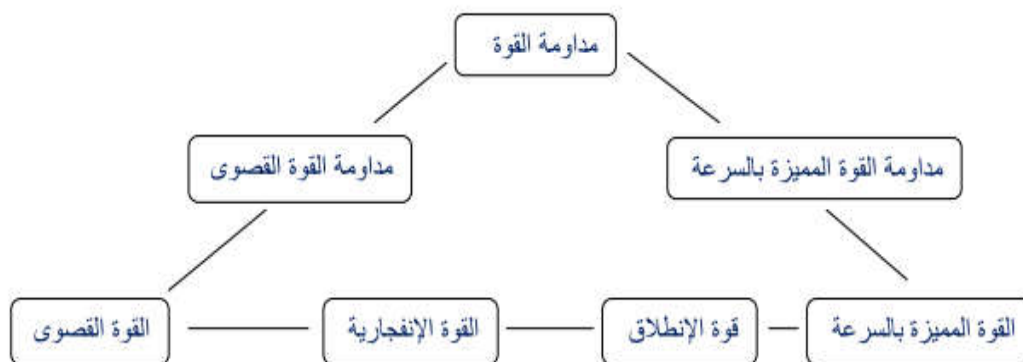 مداومة القوة
مداومة القوة المميزة بالسرعة
مداومة القوة القصوى
القوة المميزة بالسرعة
قوة الإنطلاق
القوة الإنفجارية
القوة القصوى